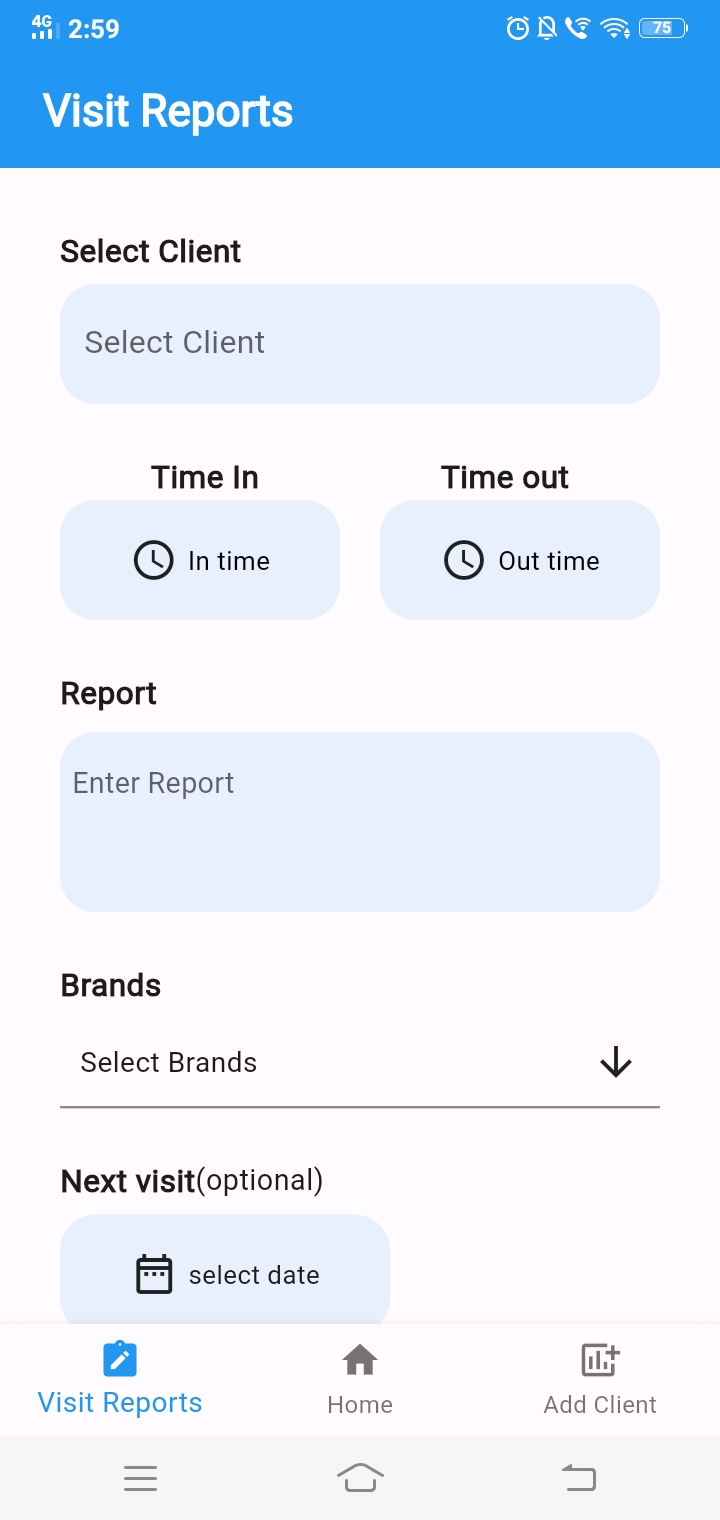 4G 2:59 75
Visit Reports
Select Client
Select Client
Time In Time out
In time Out time
Report
Enter Report
Brands
Select Brands
Next visit(optional)
select date
Visit Reports Home Add Client